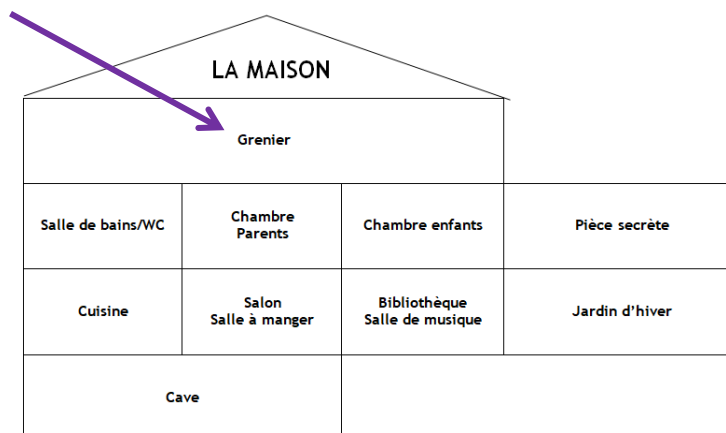 LA MAISON
Grenier
Salle de bains/WC
Chambre
Parents
Chambre enfants
Pièce secrète
Cuisine
Salon
Salle à manger
Bibliothèque
Salle de musique
Jardin d’hiver
Cave